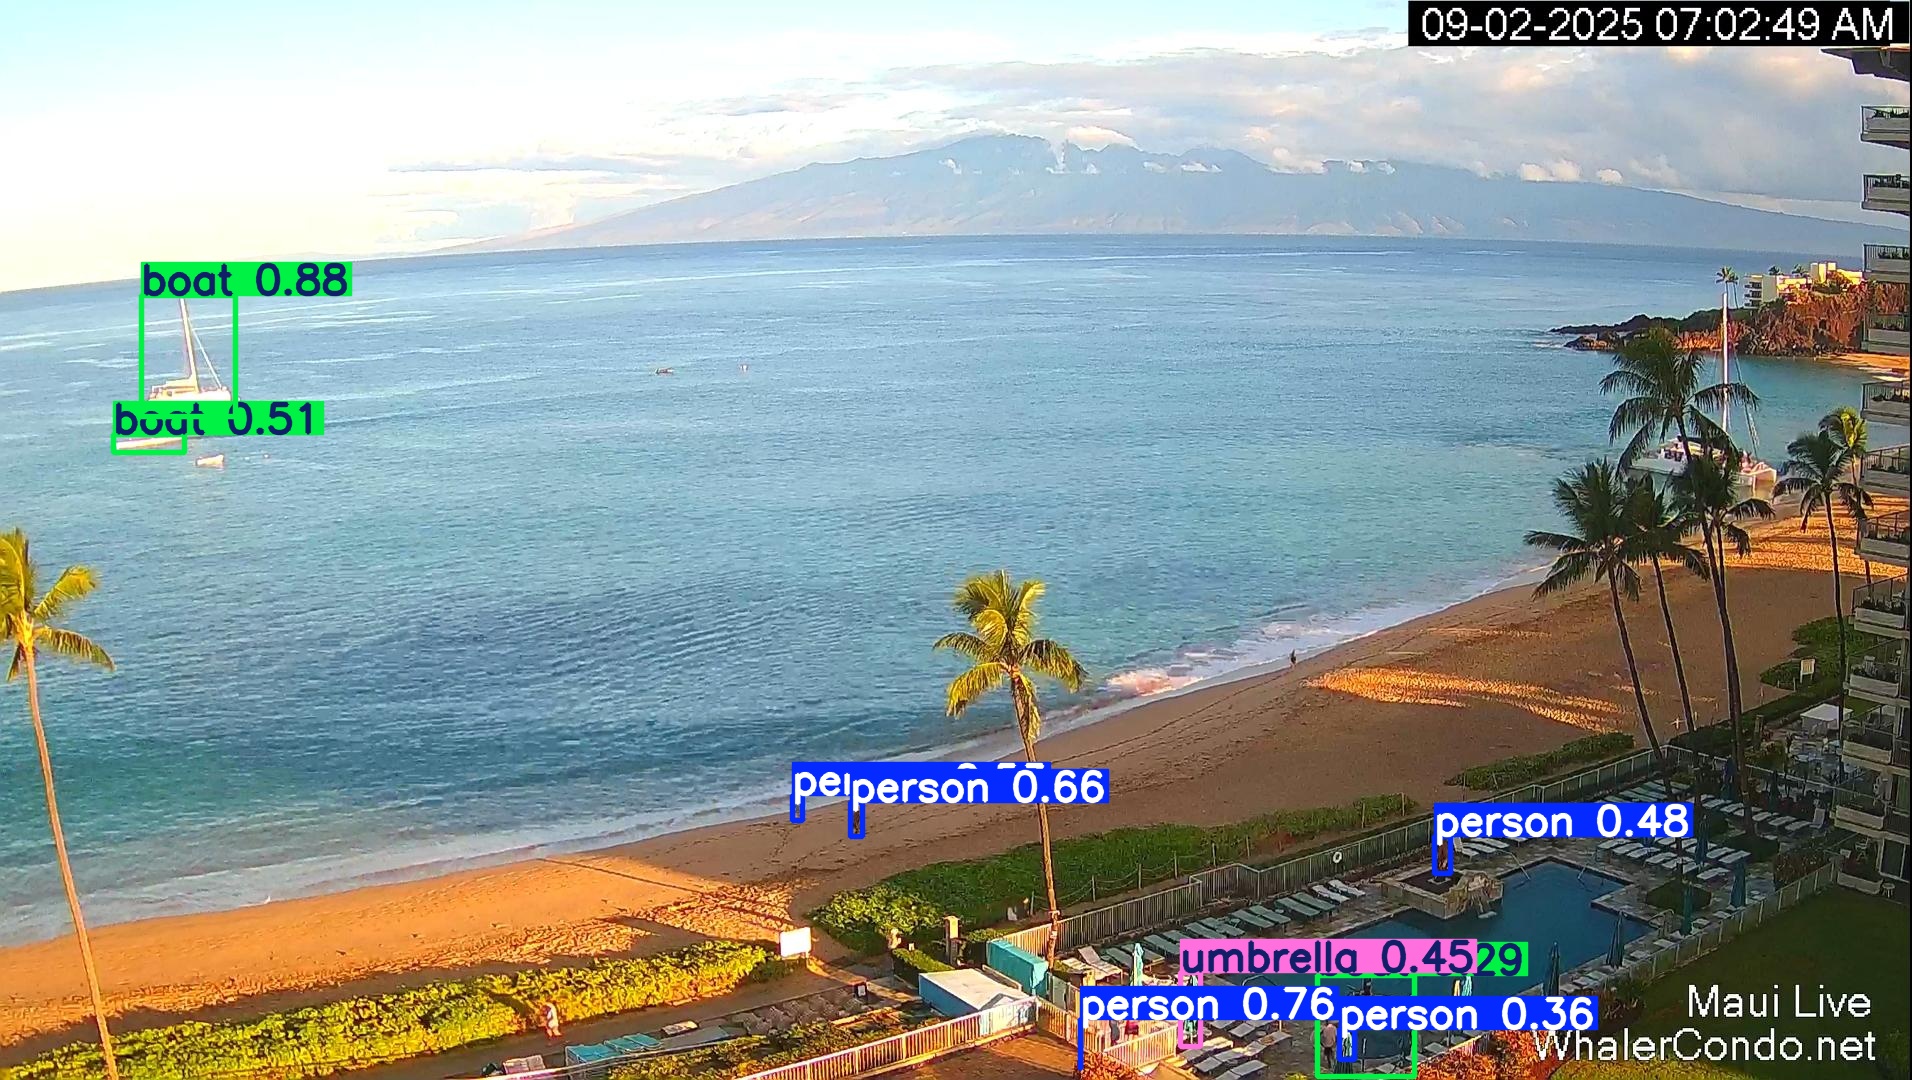 09-02-2025 07:02:49 AM
boat 0.88
boat 0.51
person 0.66
person 0.48
umbrella 0.45
29
person 0.76
person 0.36
Maui Live
WhalerCondo.net